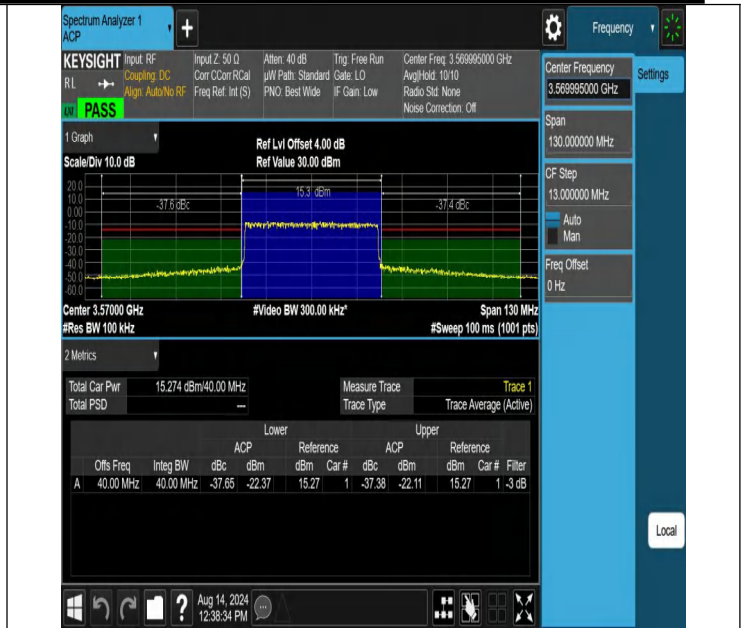 Spectrum Analyzer 1
ACP
Frequency
KEYSIGHT Input: RF Input Z: 50 Ω Atten: 40 dB Trig: Free Run Center Freq: 3.569995000 GHz
RL Coupling: DC Corr CCorr RCal µW Path: Standard Gate: LO Avg|Hold: 10/10
Align: Auto/No RF Freq Ref: Int (S) PNO: Best Wide IF Gain: Low Radio Std: None
PASS Noise Correction: Off
Center Frequency
3.569995000 GHz
Settings
Span
130.000000 MHz
CF Step
13.000000 MHz
Auto
Man
Freq Offset
0 Hz
1 Graph
Ref Lvl Offset 4.00 dB
Scale/Div 10.0 dB Ref Value 30.00 dBm
20.0
10.0
0.00
-10.0
-20.0
-30.0
-40.0
-50.0
-60.0
-37.6 dBc 15.3 dBm -37.4 dBc
Center 3.57000 GHz #Video BW 300.00 kHz* Span 130 MHz
#Res BW 100 kHz #Sweep 100 ms (1001 pts)
2 Metrics
Total Car Pwr 15.274 dBm/40.00 MHz Measure Trace Trace 1
Total PSD --- Trace Type Trace Average (Active)
Lower Upper
ACP Reference ACP Reference
Offs Freq Integ BW dBc dBm dBm Car # dBc dBm dBm Car # Filter
A 40.00 MHz 40.00 MHz -37.65 -22.37 15.27 1 -37.38 -22.11 15.27 1 -3 dB
Local
? Aug 14, 2024
12:38:34 PM